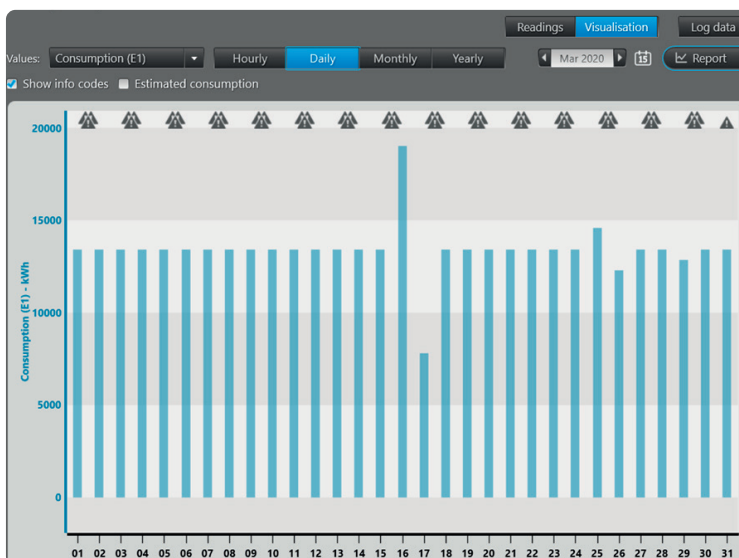 Readings Visualisation Log data
Values: Consumption (E1) Hourly Daily Monthly Yearly Mar 2020 15 Report
Show info codes Estimated consumption
20000
15000
10000
5000
0
Consumption (E1) - kWh
01 02 03 04 05 06 07 08 09 10 11 12 13 14 15 16 17 18 19 20 21 22 23 24 25 26 27 28 29 30 31